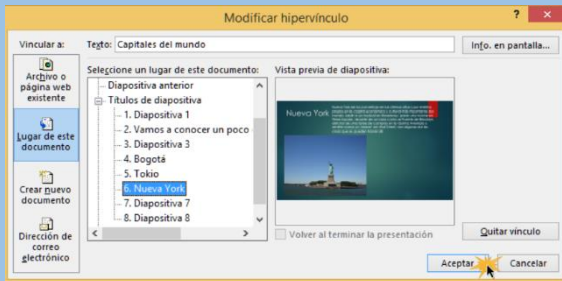 Modificar hipervínculo
?
Vincular a:
Texto:
Capitales del mundo
Info. en pantalla...
Archivo o
página web
existente
Lugar de este
documento
Crear nuevo
documento
Dirección de
correo
electrónico
Seleccione un lugar de este documento:
Diapositiva anterior
Títulos de diapositiva
1. Diapositiva 1
2. Vamos a conocer un poco
3. Diapositiva 3
4. Bogotá
5. Tokio
6. Nueva York
7. Diapositiva 7
8. Diapositiva 8
Vista previa de diapositiva:
Nueva York
Volver al terminar la presentación
Quitar vínculo
Aceptar
Cancelar